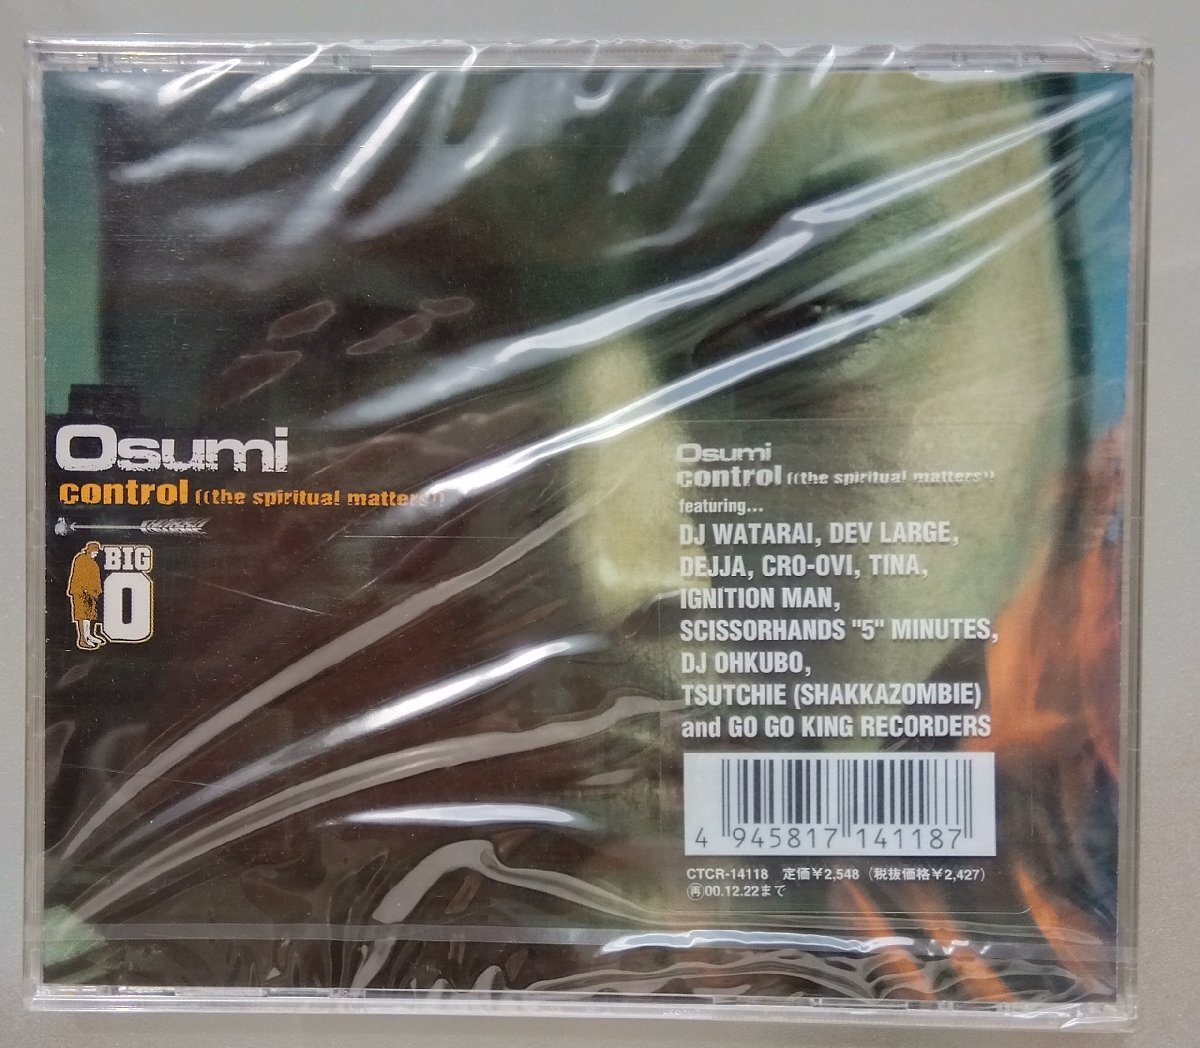 Osumi
control ((the spiritual matters))
BIG
O
Osumi
control ((the spiritual matters))
featuring...
DJ WATARAI, DEV LARGE,
DEJJA, CRO-OVI, TINA,
IGNITION MAN,
SCISSORHANDS "5" MINUTES,
DJ OHKUBO,
TSUTCHIE (SHAKKAZOMBIE)
and GO GO KING RECORDERS
4 945817 141187
CTCR-14118 定価¥2,548 (税抜価格¥2,427)
再00.12.22まで